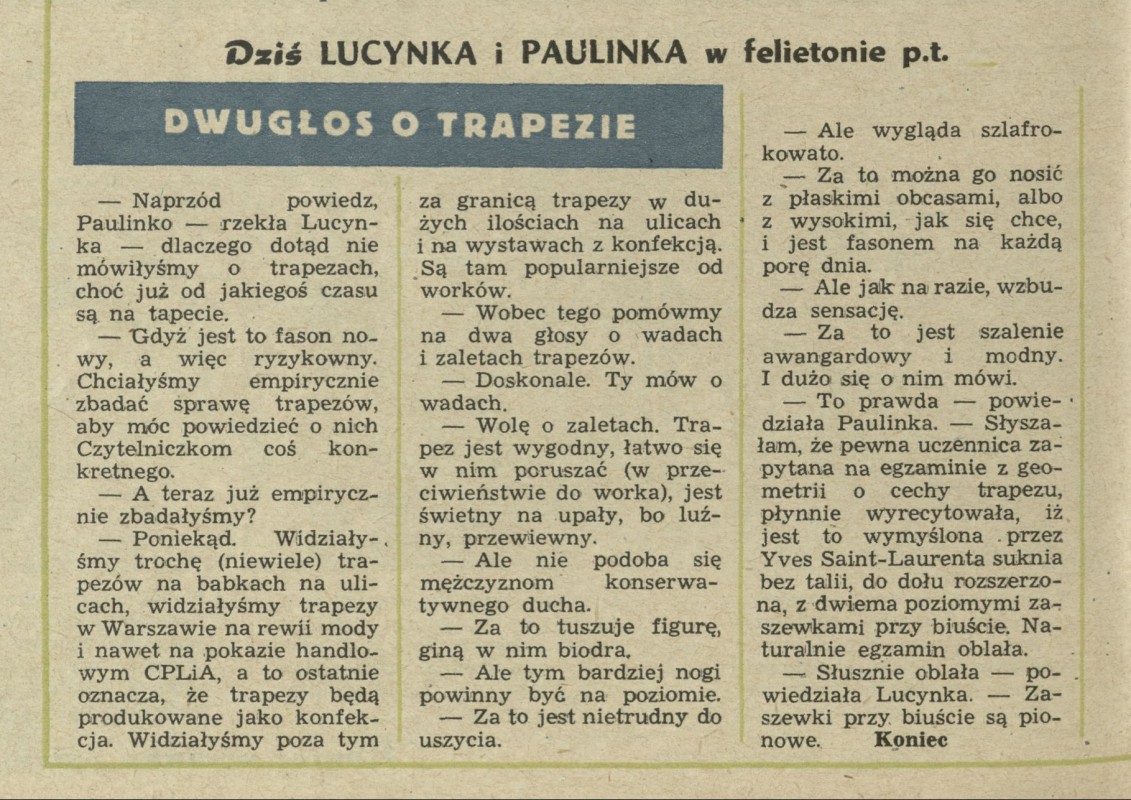 Dziś LUCYNKA i PAULINKA w felietonie p.t.
DWUGŁOS O TRAPEZIE
— Naprzód powiedz,
Paulinko — rzekła Lucyn-
ka — dlaczego dotąd nie
mówiłyśmy o trapezach,
choć już od jakiegoś czasu
są na tapecie.
— Gdyż jest to fason no-
wy, a więc ryzykowny.
Chciałyśmy empirycznie
zbadać sprawę trapezów,
aby móc powiedzieć o nich
Czytelniczkom coś kon-
kretnego.
— A teraz już empirycz-
nie zbadałyśmy?
— Poniekąd. Widziały-
śmy trochę (niewiele) tra-
pezów na babkach na uli-
cach, widziałyśmy trapezy
w Warszawie na rewii mody
i nawet na pokazie handlo-
wym CPLiA, a to ostatnie
oznacza, że trapezy będą
produkowane jako konfek-
cja. Widziałyśmy poza tym
za granicą trapezy w du-
żych ilościach na ulicach
i na wystawach z konfekcją.
Są tam popularniejsze od
worków.
— Wobec tego pomówmy
na dwa głosy o wadach
i zaletach trapezów.
— Doskonale. Ty mów o
wadach.
— Wolę o zaletach. Tra-
pez jest wygodny, łatwo się
w nim poruszać (w prze-
ciwieństwie do worka), jest
świetny na upały, bo luź-
ny, przewiewny.
— Ale nie podoba się
mężczyznom konserwa-
tywnego ducha.
— Za to tuszuje figurę,
giną w nim biodra.
— Ale tym bardziej nogi
powinny być na poziomie.
— Za to jest nietrudny do
uszycia.
— Ale wygląda szlafro-
kowato.
— Za to można go nosić
z płaskimi obcasami, albo
z wysokimi, jak się chce,
i jest fasonem na każdą
porę dnia.
— Ale jak na razie, wzbu-
dza sensację.
— Za to jest szalenie
awangardowy i modny.
I dużo się o nim mówi.
— To prawda — powie-
działa Paulinka. — Słysza-
łam, że pewna uczennica za-
pytana na egzaminie z geo-
metrii o cechy trapezu,
płynnie wyrecytowała, iż
jest to wymyślona przez
Yves Saint-Laurenta suknia
bez talii, do dołu rozszerzo-
na, z dwiema poziomymi za-
szewkami przy biuście. Na-
turalnie egzamin oblała.
— Słusznie oblała — po-
wiedziała Lucynka. — Za-
szewki przy biuście są pio-
nowe. Koniec